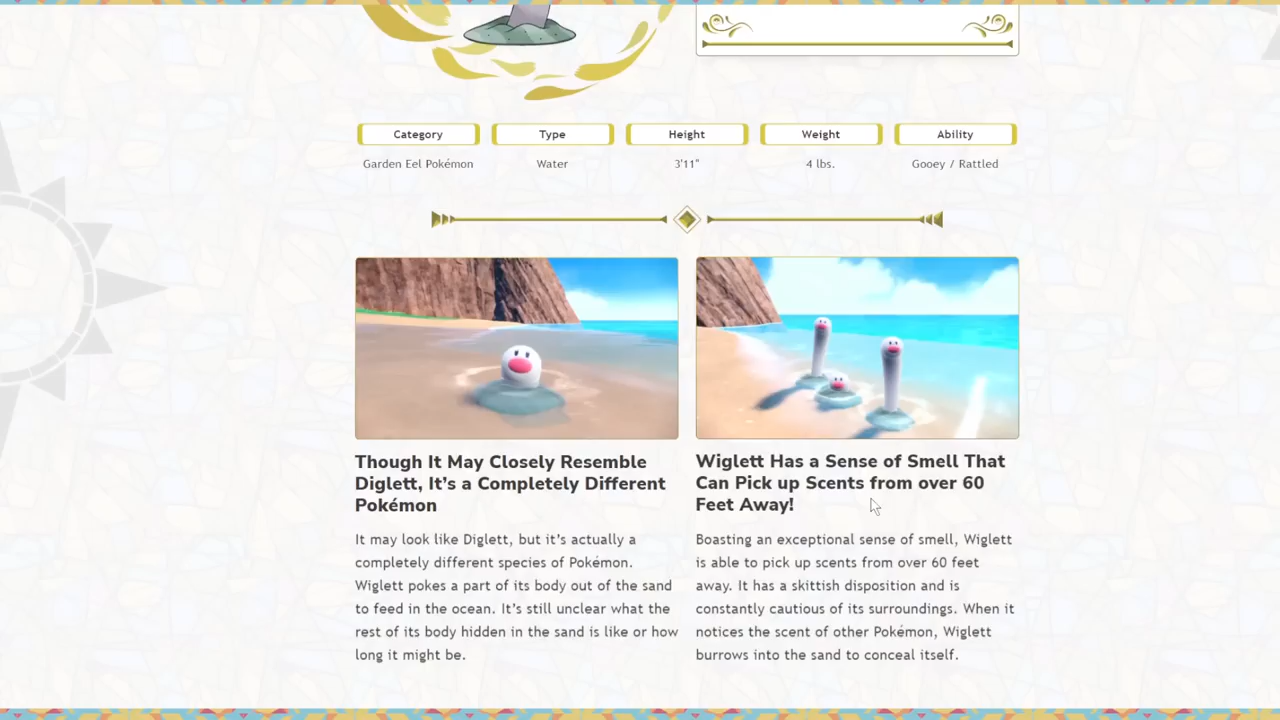 Category Type Height Weight Ability
Garden Eel Pokémon Water 3'11" 4 lbs. Gooey / Rattled
Though It May Closely Resemble
Diglett, It’s a Completely Different
Pokémon
It may look like Diglett, but it’s actually a
completely different species of Pokémon.
Wiglett pokes a part of its body out of the sand
to feed in the ocean. It’s still unclear what the
rest of its body hidden in the sand is like or how
long it might be.
Wiglett Has a Sense of Smell That
Can Pick up Scents from over 60
Feet Away!
Boasting an exceptional sense of smell, Wiglett
is able to pick up scents from over 60 feet
away. It has a skittish disposition and is
constantly cautious of its surroundings. When it
notices the scent of other Pokémon, Wiglett
burrows into the sand to conceal itself.